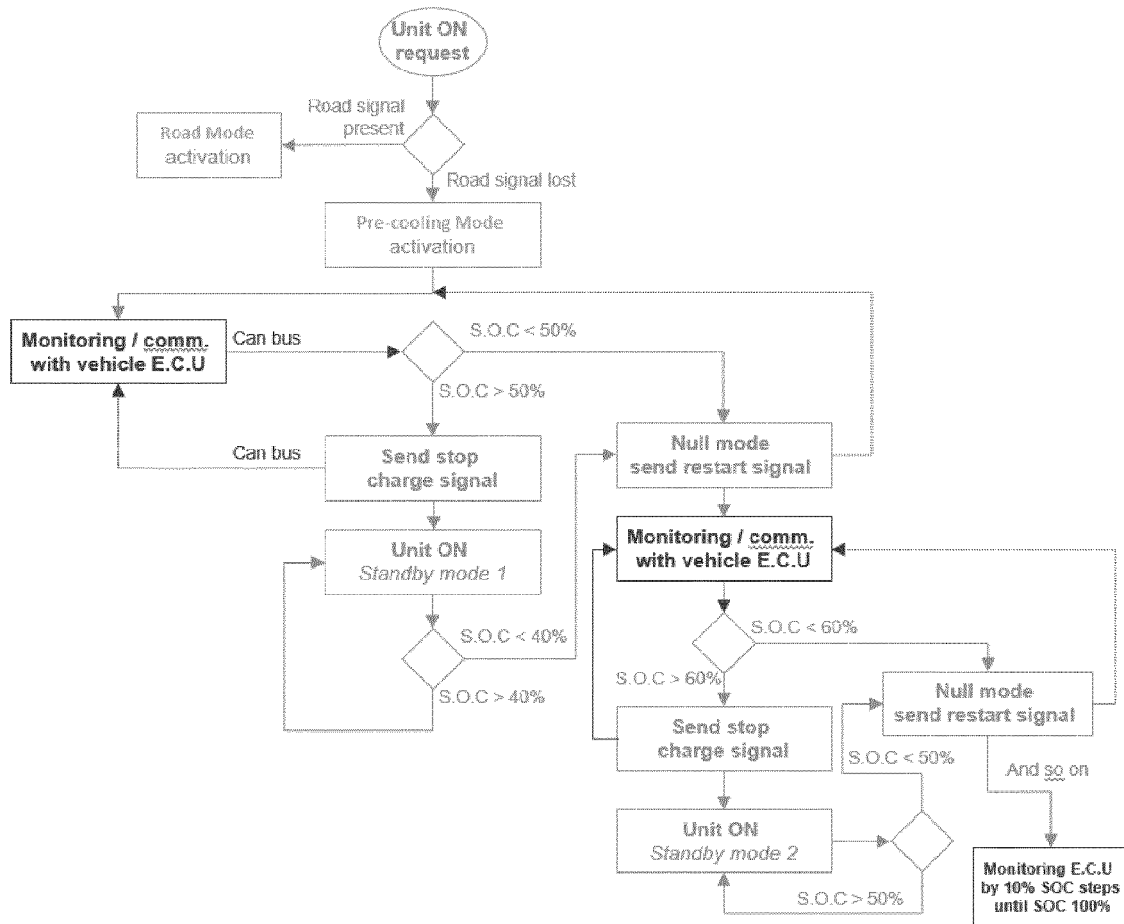 Unit ON
request
Road signal
present
Road Mode
activation
Road signal lost
Pre-cooling Mode
activation
Monitoring / comm.
with vehicle E.C.U
Can bus
S.O.C < 50%
S.O.C > 50%
Can bus
Send stop
charge signal
Null mode
send restart signal
Unit ON
Standby mode 1
Monitoring / comm.
with vehicle E.C.U
S.O.C < 40%
S.O.C > 40%
S.O.C < 60%
S.O.C > 60%
Null mode
send restart signal
Send stop
charge signal
S.O.C < 50%
And so on
Unit ON
Standby mode 2
S.O.C > 50%
Monitoring E.C.U
by 10% SOC steps
until SOC 100%